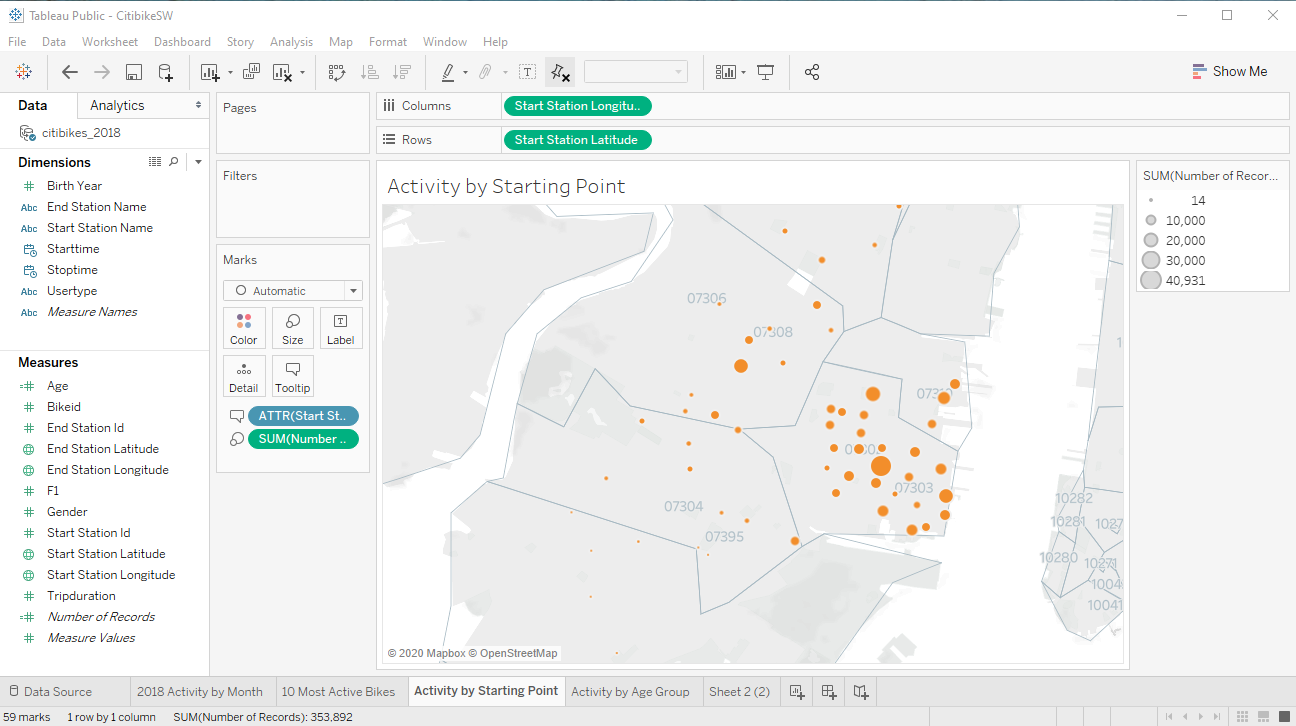 Tableau Public - CitibikeSW
File Data Worksheet Dashboard Story Analysis Map Format Window Help
Show Me
Data Analytics
citibikes_2018
Dimensions
Birth Year
Abc End Station Name
Abc Start Station Name
Starttime
Stoptime
Abc Usertype
Abc Measure Names
Measures
Age
Bikeid
End Station Id
End Station Latitude
End Station Longitude
F1
Gender
Start Station Id
Start Station Latitude
Start Station Longitude
Tripduration
Number of Records
Measure Values
Pages
Filters
Marks
Automatic
Color Size Label
Detail Tooltip
ATTR(Start St..
SUM(Number ..
Columns Start Station Longitu..
Rows Start Station Latitude
Activity by Starting Point
07306
07308
07303
07304
07395
10282
10281
10280
10271
10041
© 2020 Mapbox © OpenStreetMap
SUM(Number of Recor...
14
10,000
20,000
30,000
40,931
Data Source 2018 Activity by Month 10 Most Active Bikes Activity by Starting Point Activity by Age Group Sheet 2 (2)
59 marks 1 row by 1 column SUM(Number of Records): 353,892